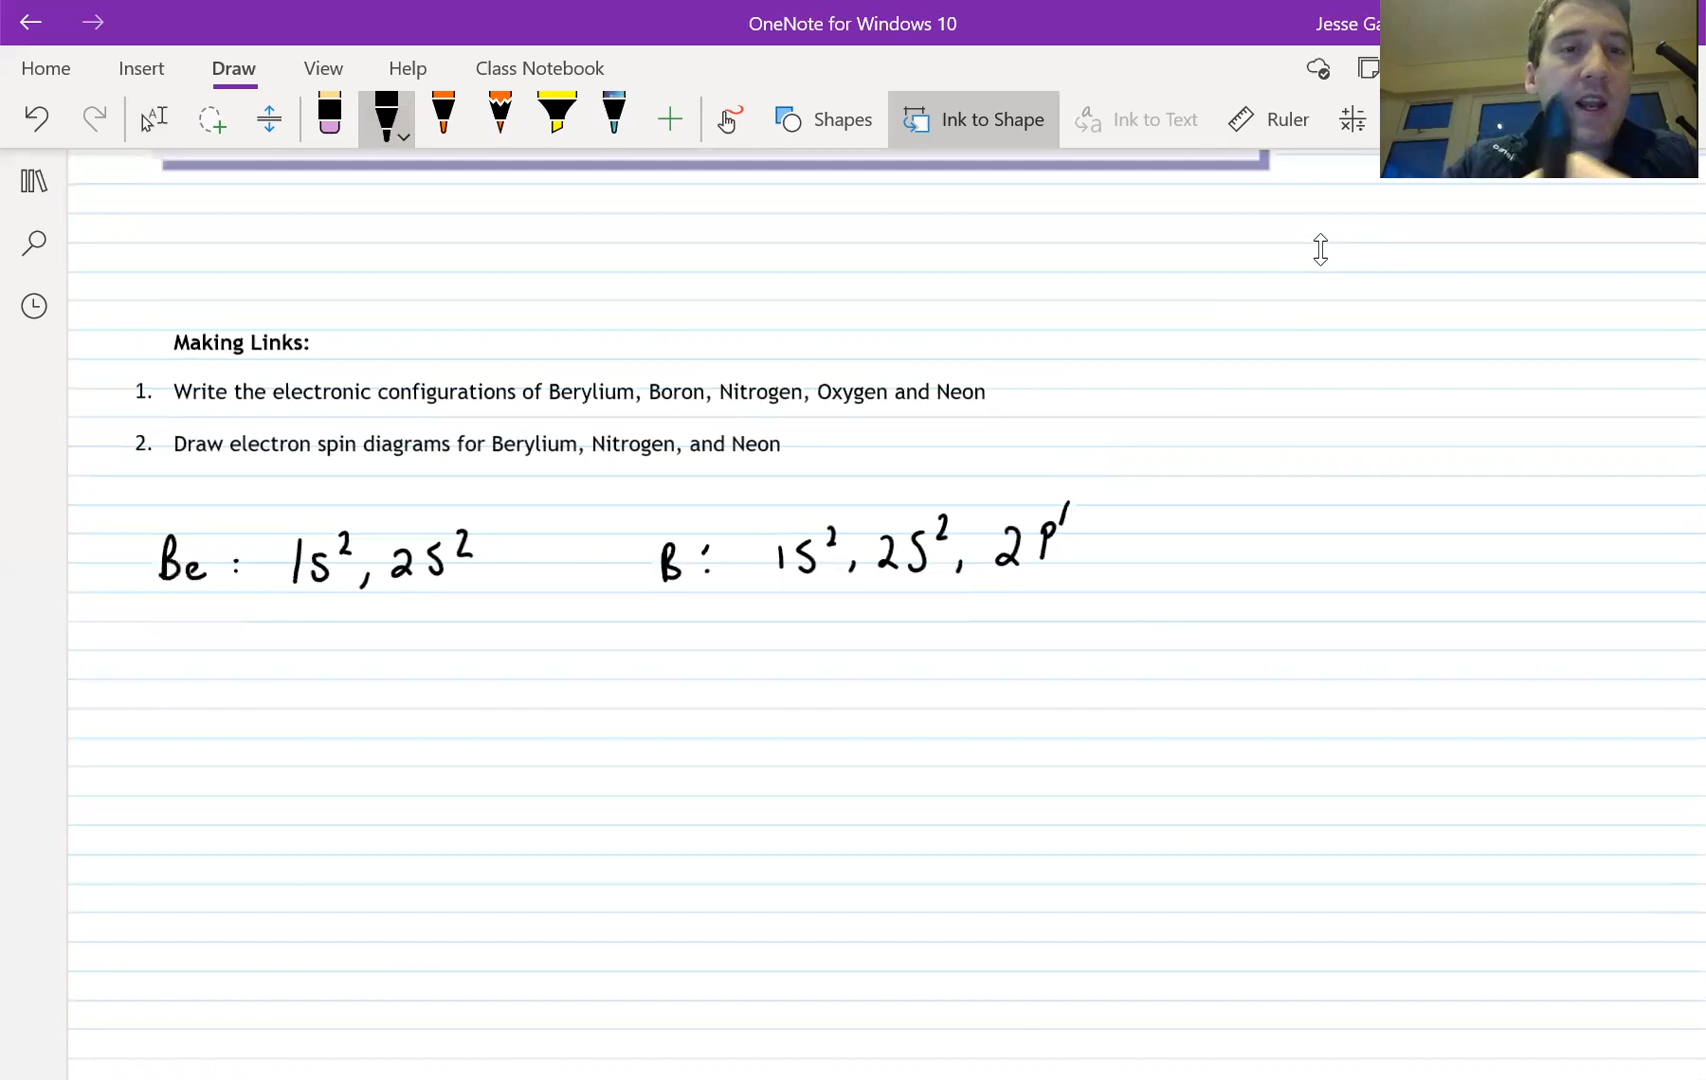 OneNote for Windows 10
Jesse Ga
Home Insert Draw View Help Class Notebook
Shapes Ink to Shape Ink to Text Ruler
Making Links:
1. Write the electronic configurations of Berylium, Boron, Nitrogen, Oxygen and Neon
2. Draw electron spin diagrams for Berylium, Nitrogen, and Neon
Be : 1s², 2s² B : 1s², 2s², 2p¹